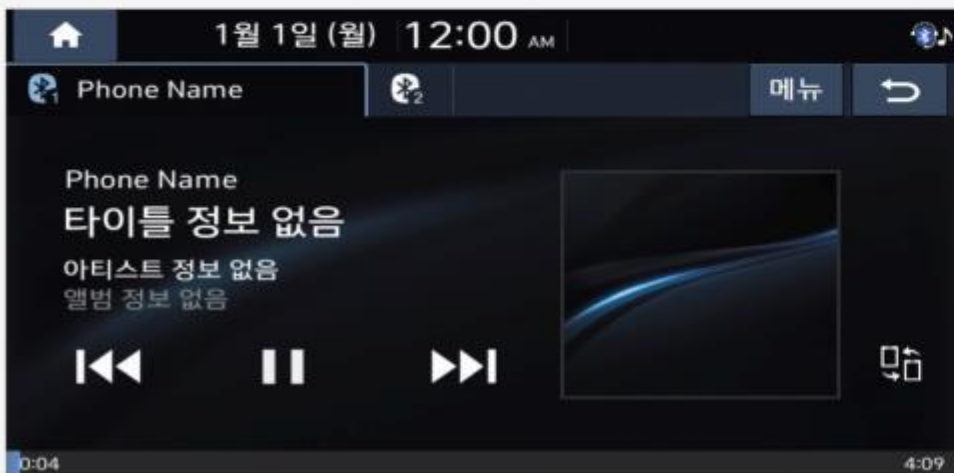 1월 1일 (월) 12:00 AM
1 Phone Name 2 메뉴
Phone Name
타이틀 정보 없음
아티스트 정보 없음
앨범 정보 없음
0:04 4:09